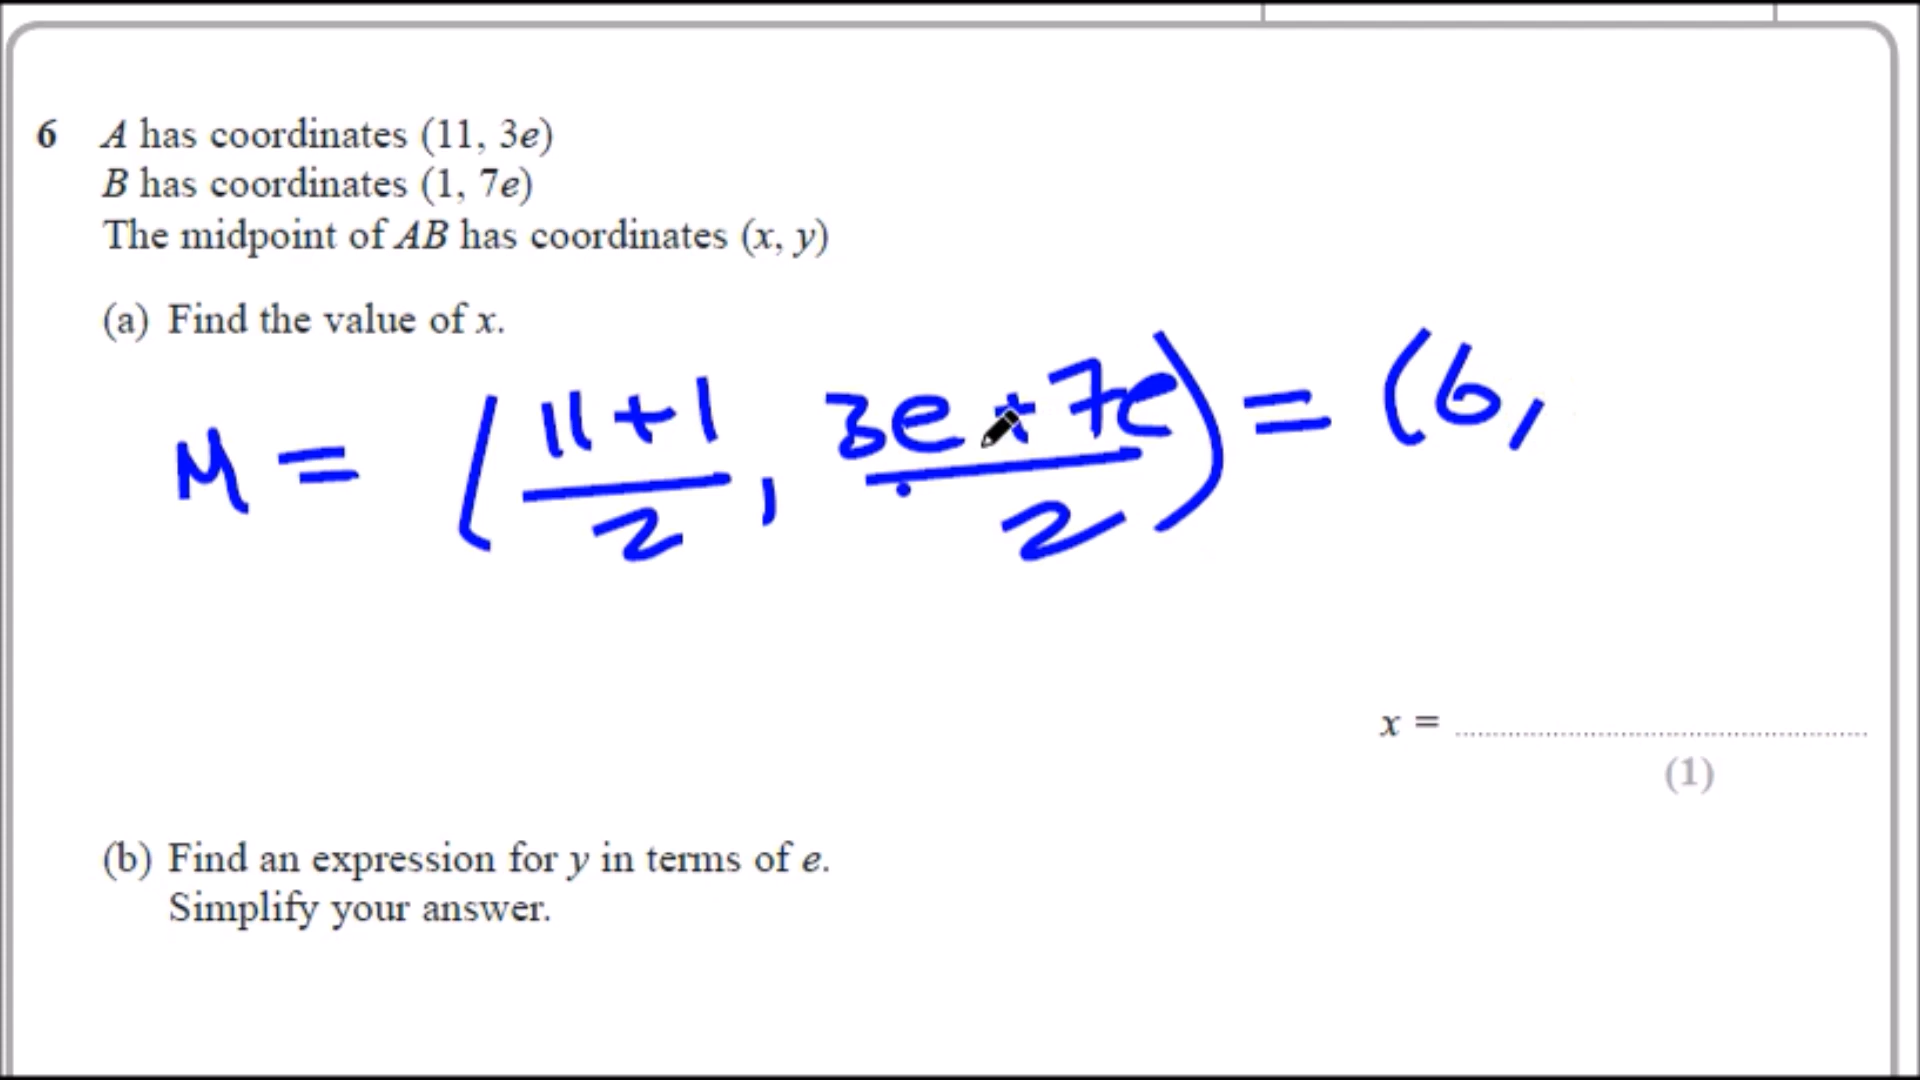 6 A has coordinates (11, 3e)
B has coordinates (1, 7e)
The midpoint of AB has coordinates (x, y)
(a) Find the value of x.
M = ( 11+1 / 2 , 3e+7e / 2 ) = (6,
x = ........................................
(1)
(b) Find an expression for y in terms of e.
Simplify your answer.